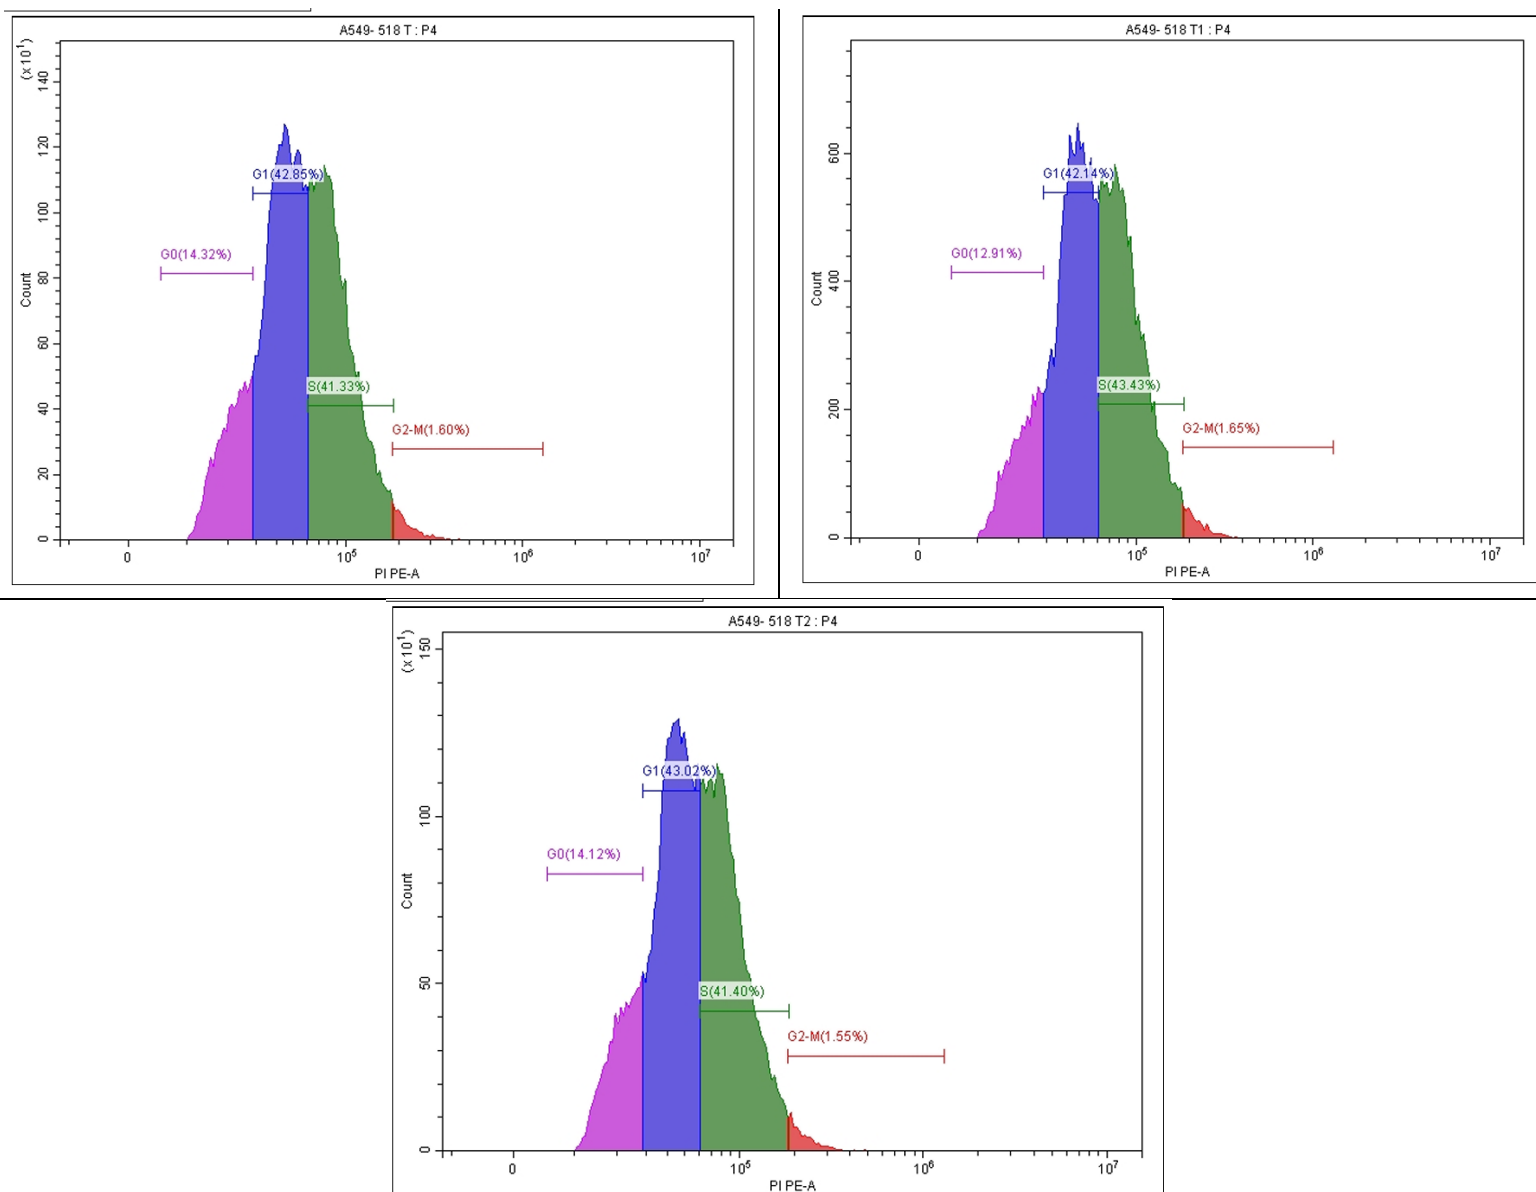 A549- 518 T : P4
(x 10¹)
140
120
100
80
60
40
20
0
Count
G0(14.32%)
G1(42.85%)
S(41.33%)
G2-M(1.60%)
0
10⁵
10⁶
10⁷
PI PE-A
A549- 518 T1 : P4
600
400
200
0
Count
G0(12.91%)
G1(42.14%)
S(43.43%)
G2-M(1.65%)
0
10⁵
10⁶
10⁷
PI PE-A
A549- 518 T2 : P4
(x 10¹)
150
100
50
0
Count
G0(14.12%)
G1(43.02%)
S(41.40%)
G2-M(1.55%)
0
10⁵
10⁶
10⁷
PI PE-A